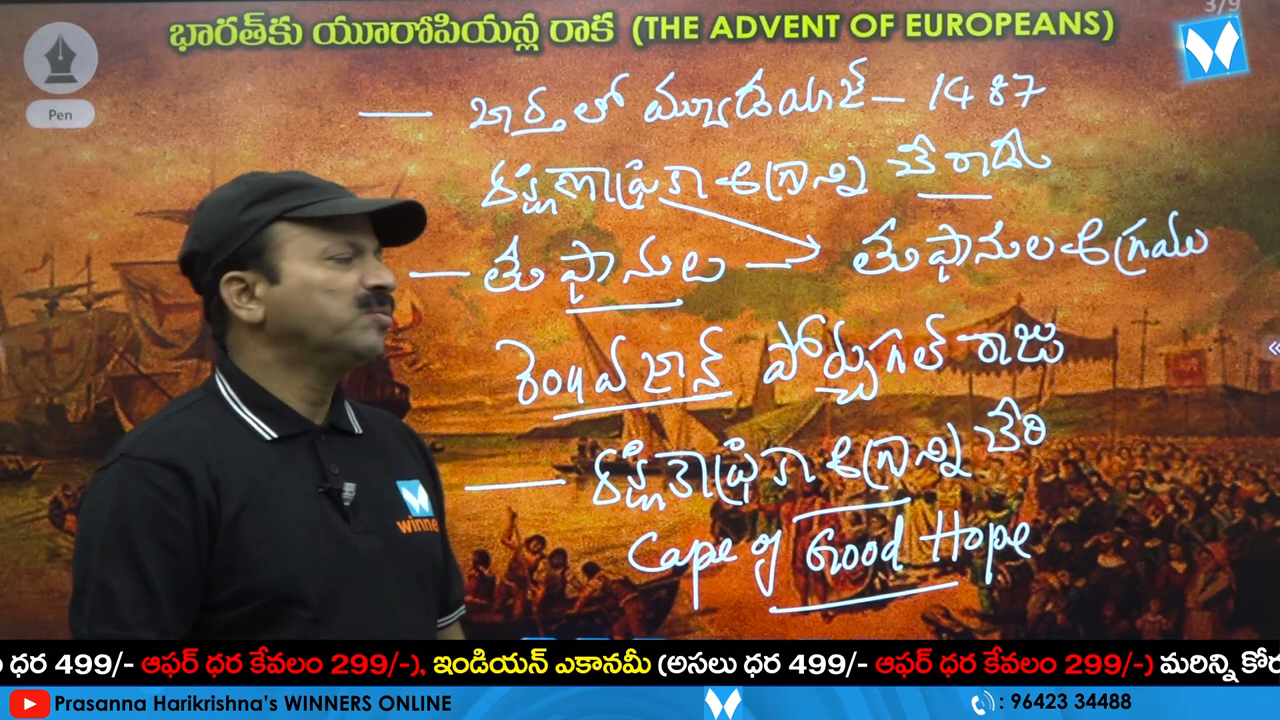 3/9
భారత్‌కు యూరోపియన్ల రాక (THE ADVENT OF EUROPEANS)
Pen
— బార్తలోమ్యూడయాజ్ – 1487
దక్షిణాఫ్రికా అగ్రాన్ని చేరాడు
— తుఫానుల → తుఫానుల అగ్రము
రెండవ జాన్ పోర్చుగల్ రాజు
— దక్షిణాఫ్రికా అగ్రాన్ని చేరి
Cape of Good Hope
winne
ధర 499/- ఆఫర్ ధర కేవలం 299/-), ఇండియన్ ఎకానమీ (అసలు ధర 499/- ఆఫర్ ధర కేవలం 299/-) మరిన్ని కోర
Prasanna Harikrishna's WINNERS ONLINE
: 96423 34488